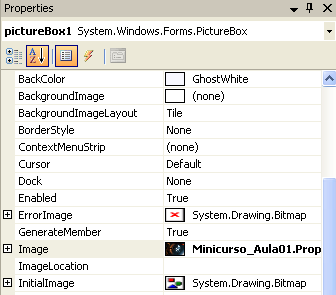 Properties
pictureBox1 System.Windows.Forms.PictureBox
BackColor GhostWhite
BackgroundImage (none)
BackgroundImageLayout Tile
BorderStyle None
ContextMenuStrip (none)
Cursor Default
Dock None
Enabled True
ErrorImage System.Drawing.Bitmap
GenerateMember True
Image Minicurso_Aula01.Prop
ImageLocation
InitialImage System.Drawing.Bitmap